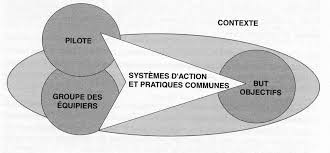 CONTEXTE
PILOTE
SYSTÈMES D'ACTION
ET PRATIQUES COMMUNES
GROUPE DES
ÉQUIPIERS
BUT
OBJECTIFS